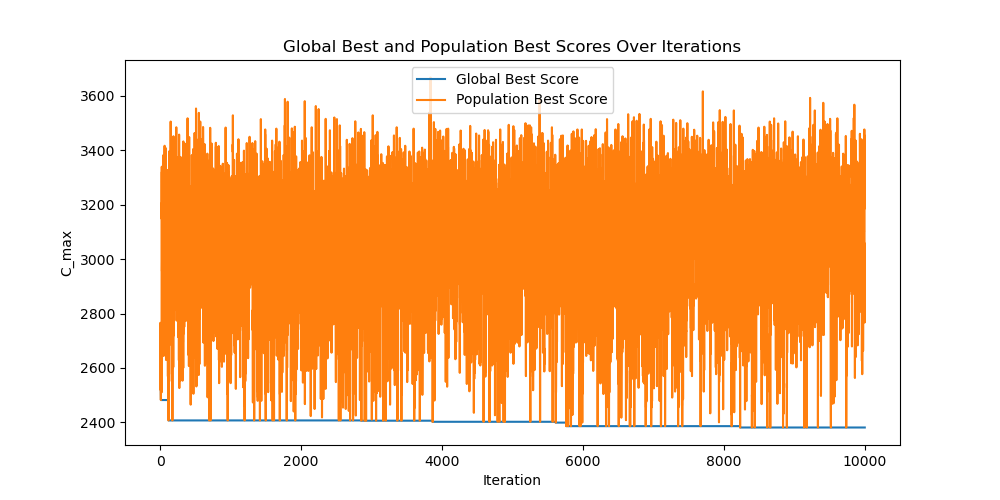 Global Best and Population Best Scores Over Iterations
Global Best Score
Population Best Score
C_max
3600
3400
3200
3000
2800
2600
2400
0
2000
4000
6000
8000
10000
Iteration